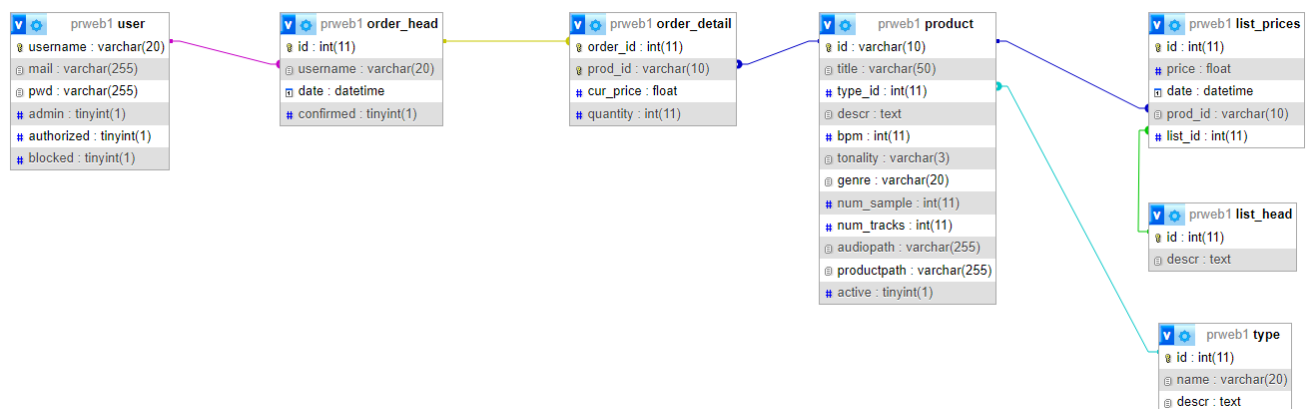 prweb1 user
username : varchar(20)
mail : varchar(255)
pwd : varchar(255)
admin : tinyint(1)
authorized : tinyint(1)
blocked : tinyint(1)
prweb1 order_head
id : int(11)
username : varchar(20)
date : datetime
confirmed : tinyint(1)
prweb1 order_detail
order_id : int(11)
prod_id : varchar(10)
cur_price : float
quantity : int(11)
prweb1 product
id : varchar(10)
title : varchar(50)
type_id : int(11)
descr : text
bpm : int(11)
tonality : varchar(3)
genre : varchar(20)
num_sample : int(11)
num_tracks : int(11)
audiopath : varchar(255)
productpath : varchar(255)
active : tinyint(1)
prweb1 list_prices
id : int(11)
price : float
date : datetime
prod_id : varchar(10)
list_id : int(11)
prweb1 list_head
id : int(11)
descr : text
prweb1 type
id : int(11)
name : varchar(20)
descr : text